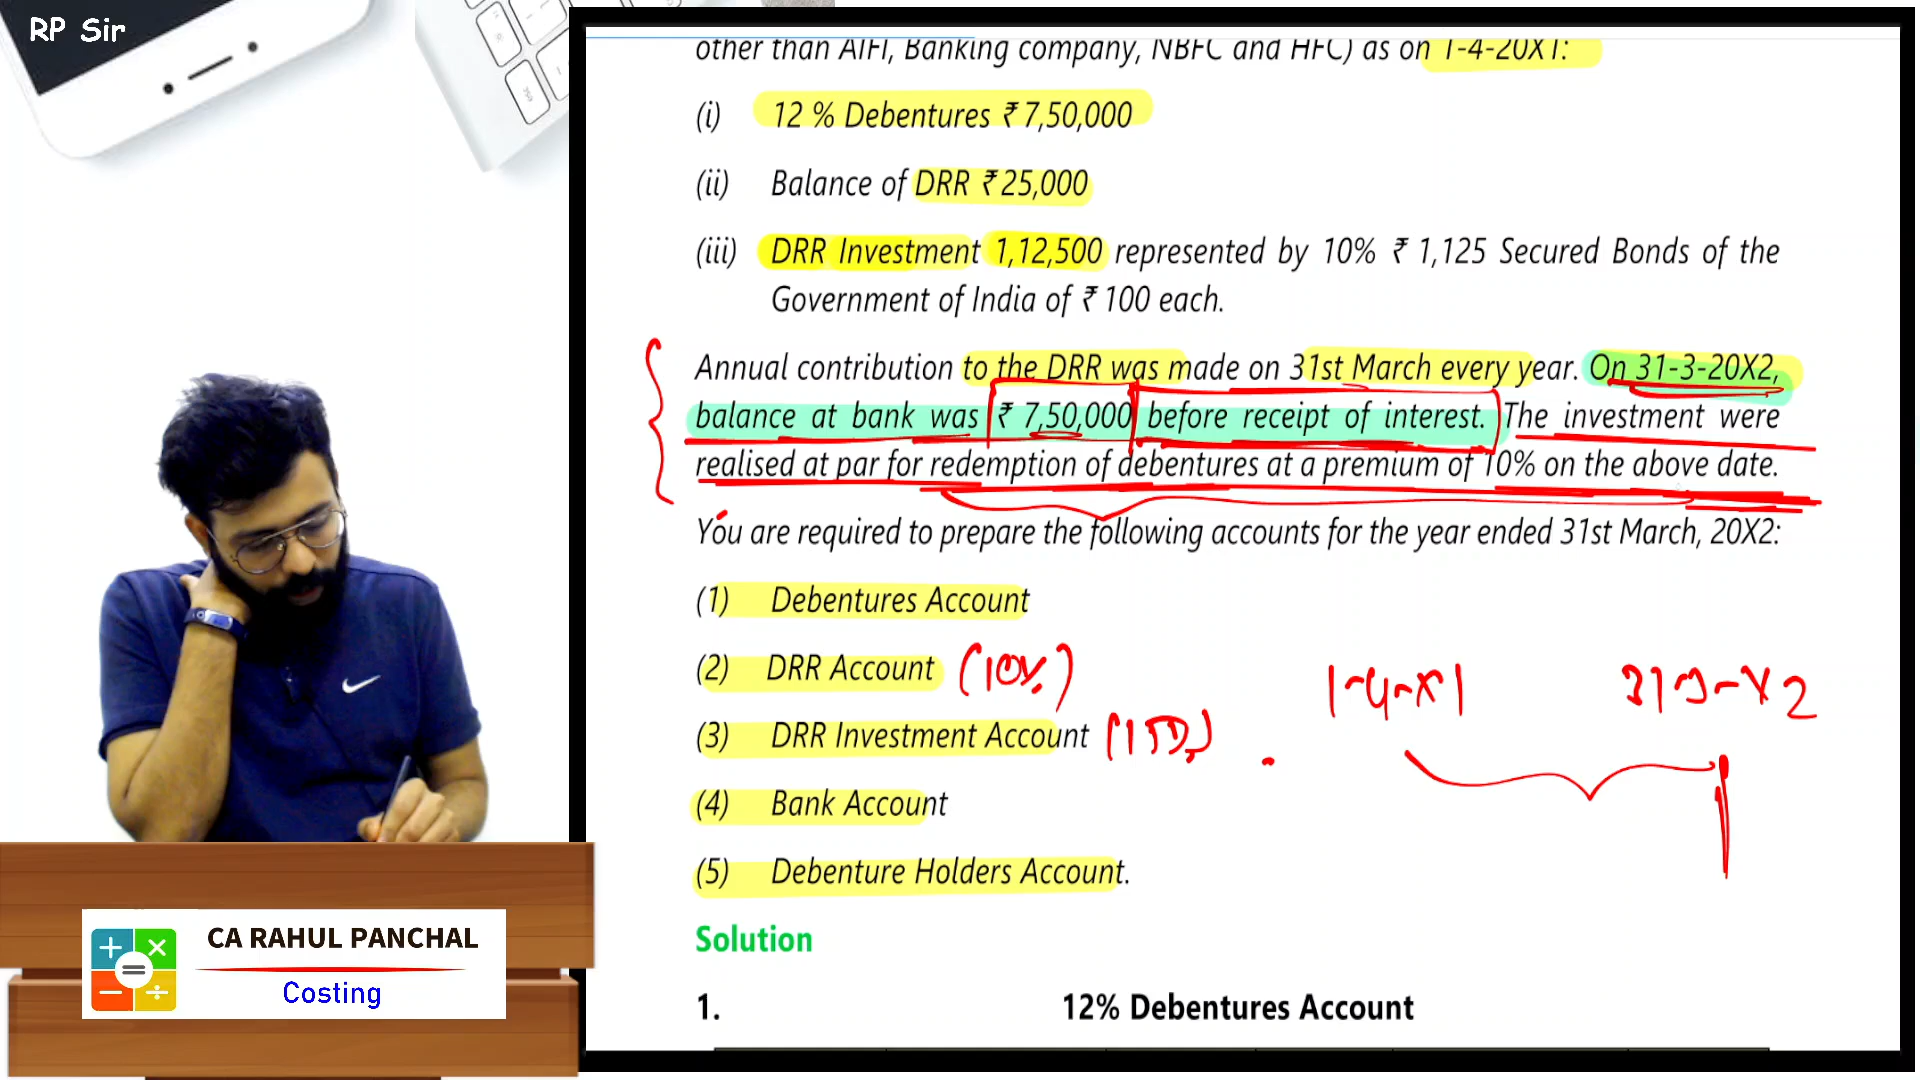 RP Sir
other than AIFI, Banking company, NBFC and HFC) as on 1-4-20X1:
(i) 12 % Debentures ₹ 7,50,000
(ii) Balance of DRR ₹ 25,000
(iii) DRR Investment 1,12,500 represented by 10% ₹ 1,125 Secured Bonds of the
Government of India of ₹ 100 each.
Annual contribution to the DRR was made on 31st March every year. On 31-3-20X2,
balance at bank was ₹ 7,50,000 before receipt of interest. The investment were
realised at par for redemption of debentures at a premium of 10% on the above date.
You are required to prepare the following accounts for the year ended 31st March, 20X2:
(1) Debentures Account
(2) DRR Account (10%)
1-4-X1 31-3-X2
(3) DRR Investment Account
(4) Bank Account
(5) Debenture Holders Account.
Solution
1. 12% Debentures Account
CA RAHUL PANCHAL
Costing